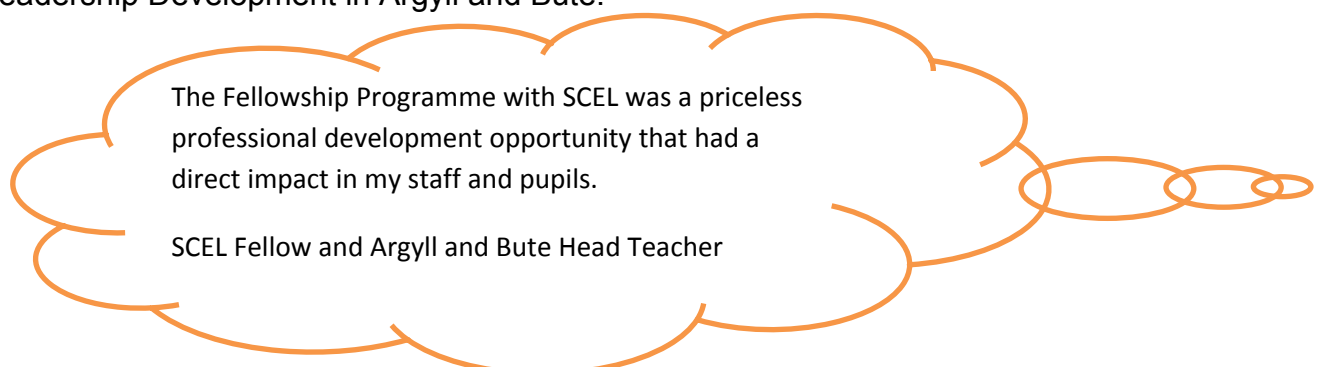 eadership Development in Argyll and Bute.
The Fellowship Programme with SCEL was a priceless
professional development opportunity that had a
direct impact in my staff and pupils.
SCEL Fellow and Argyll and Bute Head Teacher